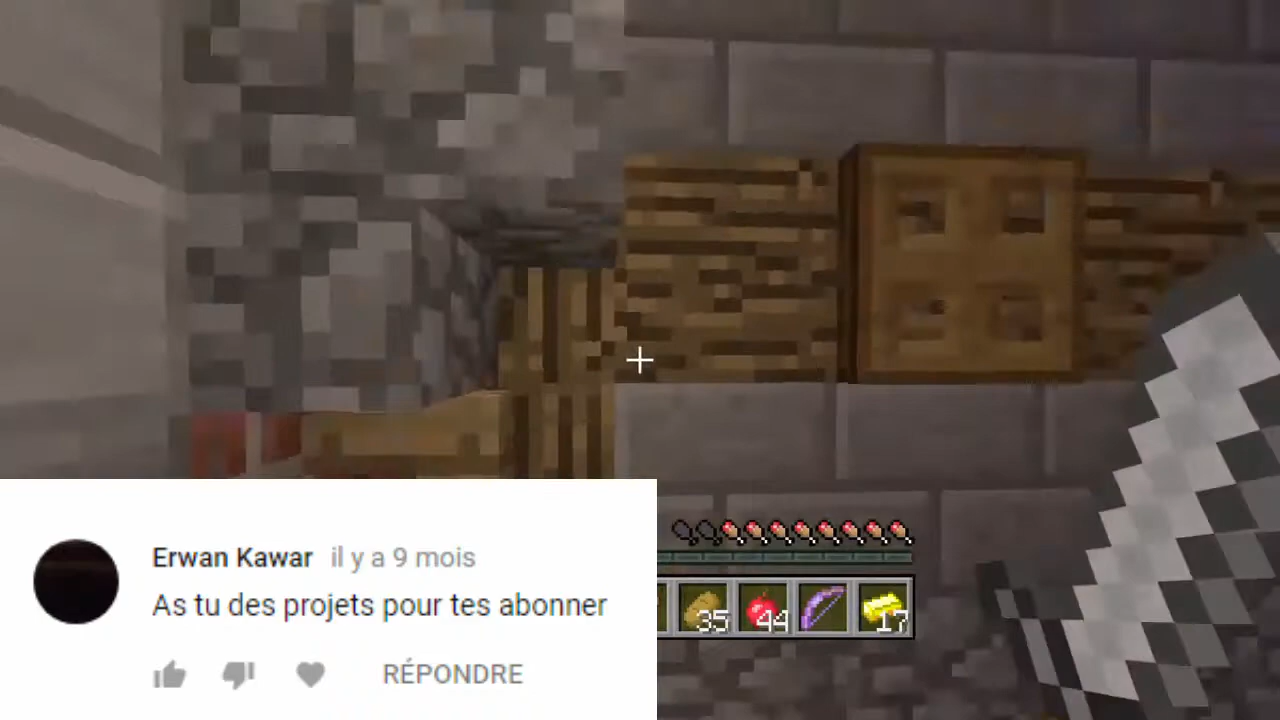 Erwan Kawar il y a 9 mois
As tu des projets pour tes abonner
RÉPONDRE
35 44 17